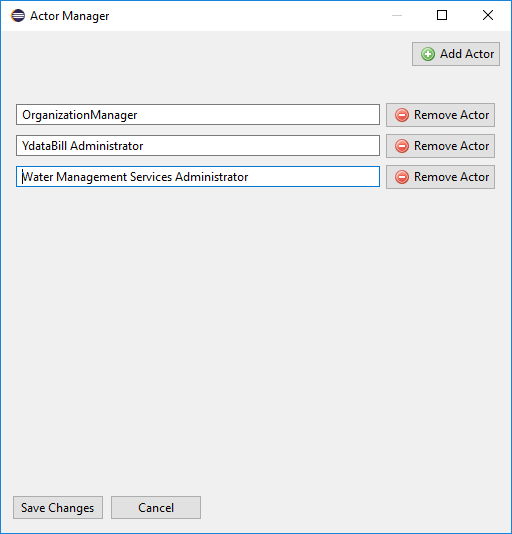 Actor Manager
Add Actor
OrganizationManager Remove Actor
YdataBill Administrator Remove Actor
Water Management Services Administrator Remove Actor
Save Changes Cancel